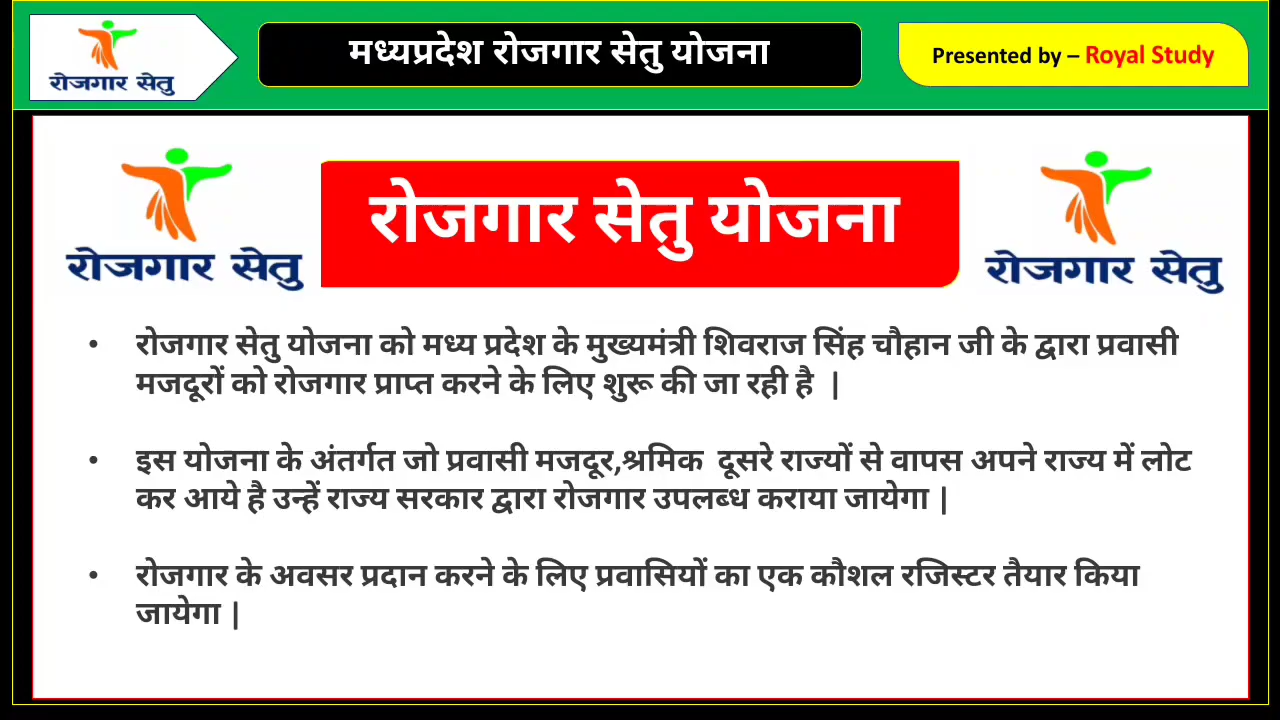 रोजगार सेतु
मध्यप्रदेश रोजगार सेतु योजना
Presented by – Royal Study
रोजगार सेतु
रोजगार सेतु योजना
रोजगार सेतु
• रोजगार सेतु योजना को मध्य प्रदेश के मुख्यमंत्री शिवराज सिंह चौहान जी के द्वारा प्रवासी
मजदूरों को रोजगार प्राप्त करने के लिए शुरू की जा रही है |
• इस योजना के अंतर्गत जो प्रवासी मजदूर,श्रमिक दूसरे राज्यों से वापस अपने राज्य में लोट
कर आये है उन्हें राज्य सरकार द्वारा रोजगार उपलब्ध कराया जायेगा |
• रोजगार के अवसर प्रदान करने के लिए प्रवासियों का एक कौशल रजिस्टर तैयार किया
जायेगा |